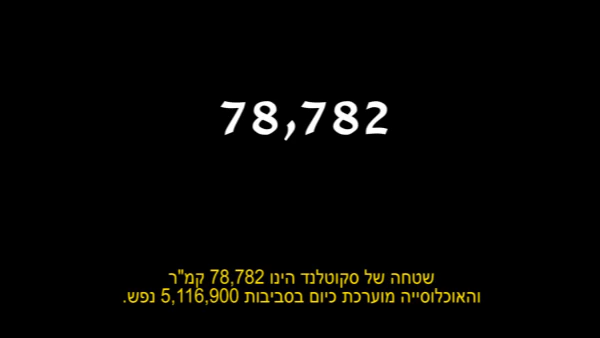 78,782
שטחה של סקוטלנד הינו 78,782 קמ"ר
והאוכלוסייה מוערכת כיום בסביבות 5,116,900 נפש.